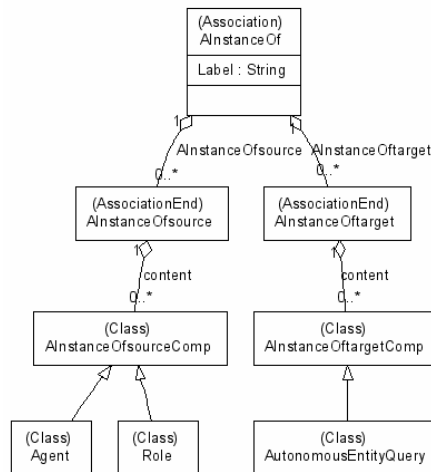 (Association)
AInstanceOf
Label : String
1
1
AInstanceOfsource
AInstanceOftarget
0..*
0..*
(AssociationEnd)
AInstanceOfsource
(AssociationEnd)
AInstanceOftarget
1
1
content
content
0..*
0..*
(Class)
AInstanceOfsourceComp
(Class)
AInstanceOftargetComp
(Class)
Agent
(Class)
Role
(Class)
AutonomousEntityQuery